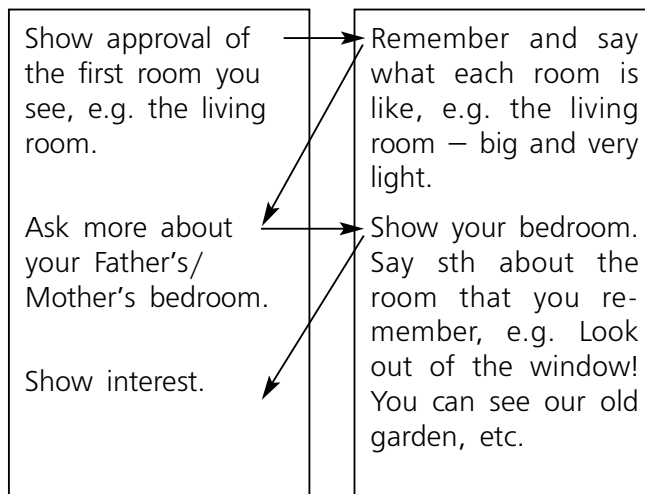 Show approval of
the first room you
see, e.g. the living
room.
Remember and say
what each room is
like, e.g. the living
room – big and very
light.
Ask more about
your Father's/
Mother's bedroom.
Show your bedroom.
Say sth about the
room that you re-
member, e.g. Look
out of the window!
You can see our old
garden, etc.
Show interest.